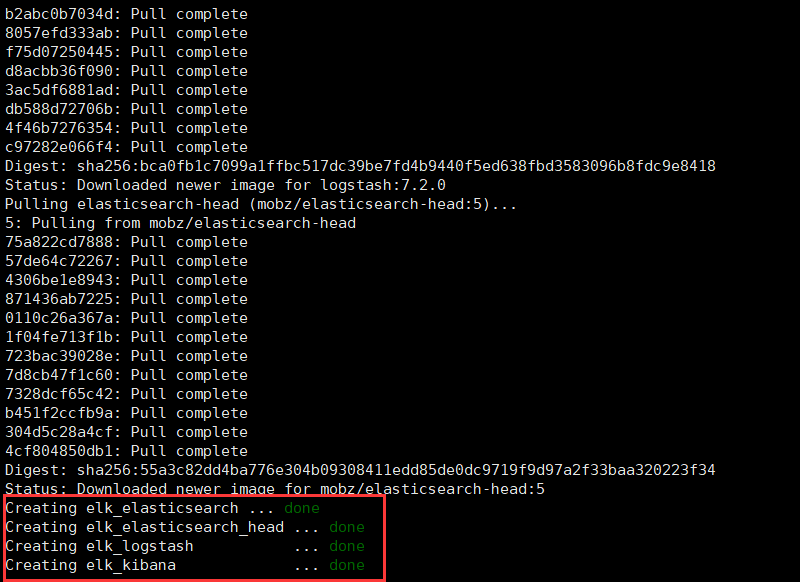 b2abc0b7034d: Pull complete
8057efd333ab: Pull complete
f75d07250445: Pull complete
d8acbb36f090: Pull complete
3ac5df6881ad: Pull complete
db588d72706b: Pull complete
4f46b7276354: Pull complete
c97282e066f4: Pull complete
Digest: sha256:bca0fb1c7099a1ffbc517dc39be7fd4b9440f5ed638fbd3583096b8fdc9e8418
Status: Downloaded newer image for logstash:7.2.0
Pulling elasticsearch-head (mobz/elasticsearch-head:5)...
5: Pulling from mobz/elasticsearch-head
75a822cd7888: Pull complete
57de64c72267: Pull complete
4306be1e8943: Pull complete
871436ab7225: Pull complete
0110c26a367a: Pull complete
1f04fe713f1b: Pull complete
723bac39028e: Pull complete
7d8cb47f1c60: Pull complete
7328dcf65c42: Pull complete
b451f2ccfb9a: Pull complete
304d5c28a4cf: Pull complete
4cf804850db1: Pull complete
Digest: sha256:55a3c82dd4ba776e304b09308411edd85de0dc9719f9d97a2f33baa320223f34
Status: Downloaded newer image for mobz/elasticsearch-head:5
Creating elk_elasticsearch ... done
Creating elk_elasticsearch_head ... done
Creating elk_logstash           ... done
Creating elk_kibana             ... done